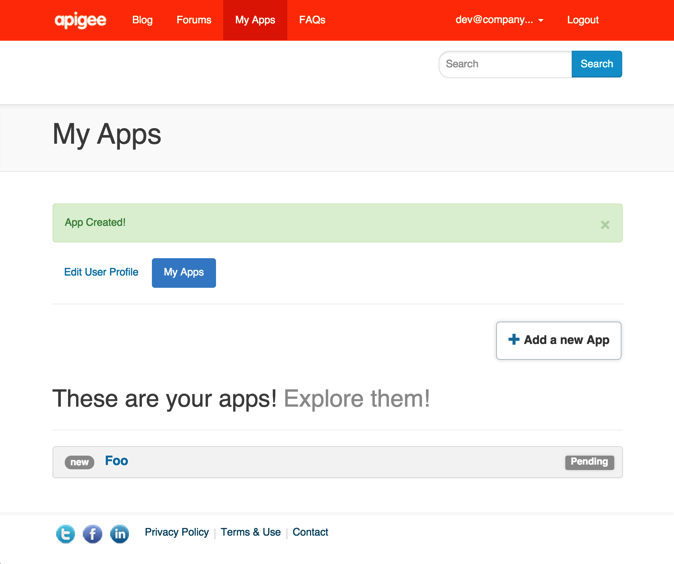 apigee Blog Forums My Apps FAQs dev@company... Logout
Search Search
My Apps
App Created! ×
Edit User Profile My Apps
+ Add a new App
These are your apps! Explore them!
new Foo Pending
Privacy Policy | Terms & Use | Contact